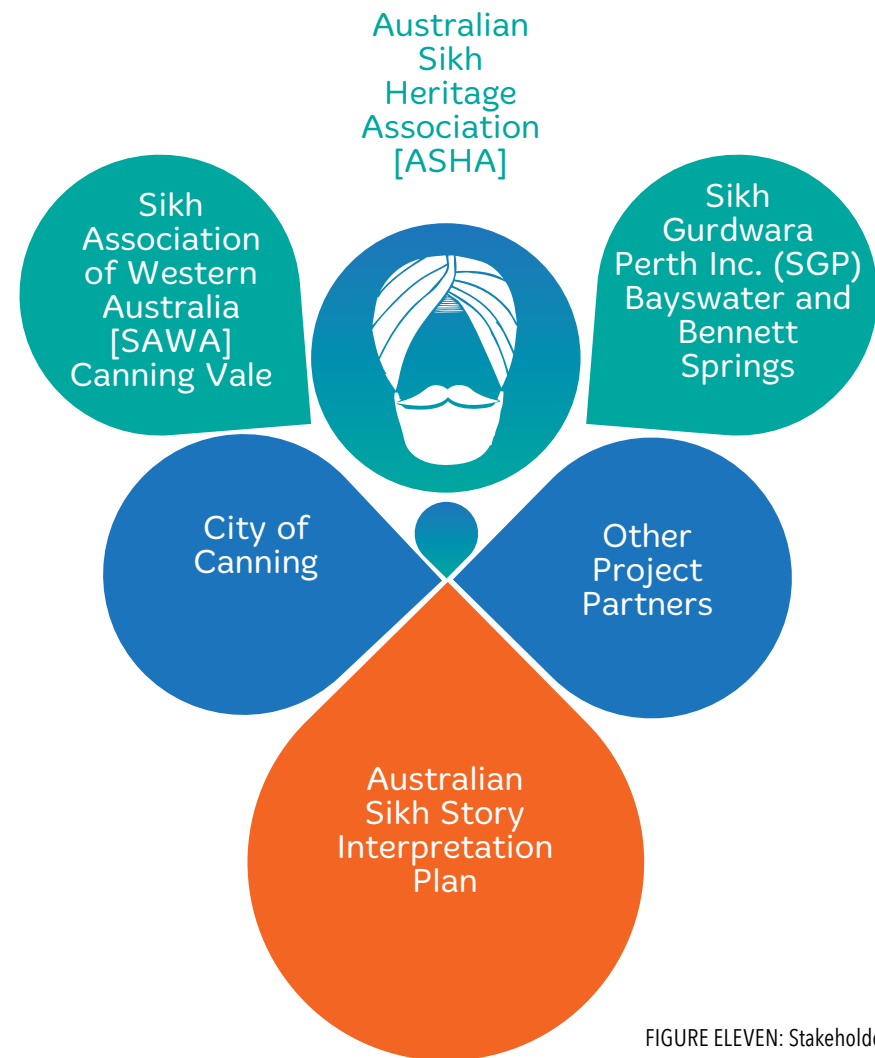 Australian
Sikh
Heritage
Association
[ASHA]
Sikh
Association
of Western
Australia
[SAWA]
Canning Vale
Sikh
Gurdwara
Perth Inc. (SGP)
Bayswater and
Bennett
Springs
City of
Canning
Other
Project
Partners
Australian
Sikh Story
Interpretation
Plan
FIGURE ELEVEN: